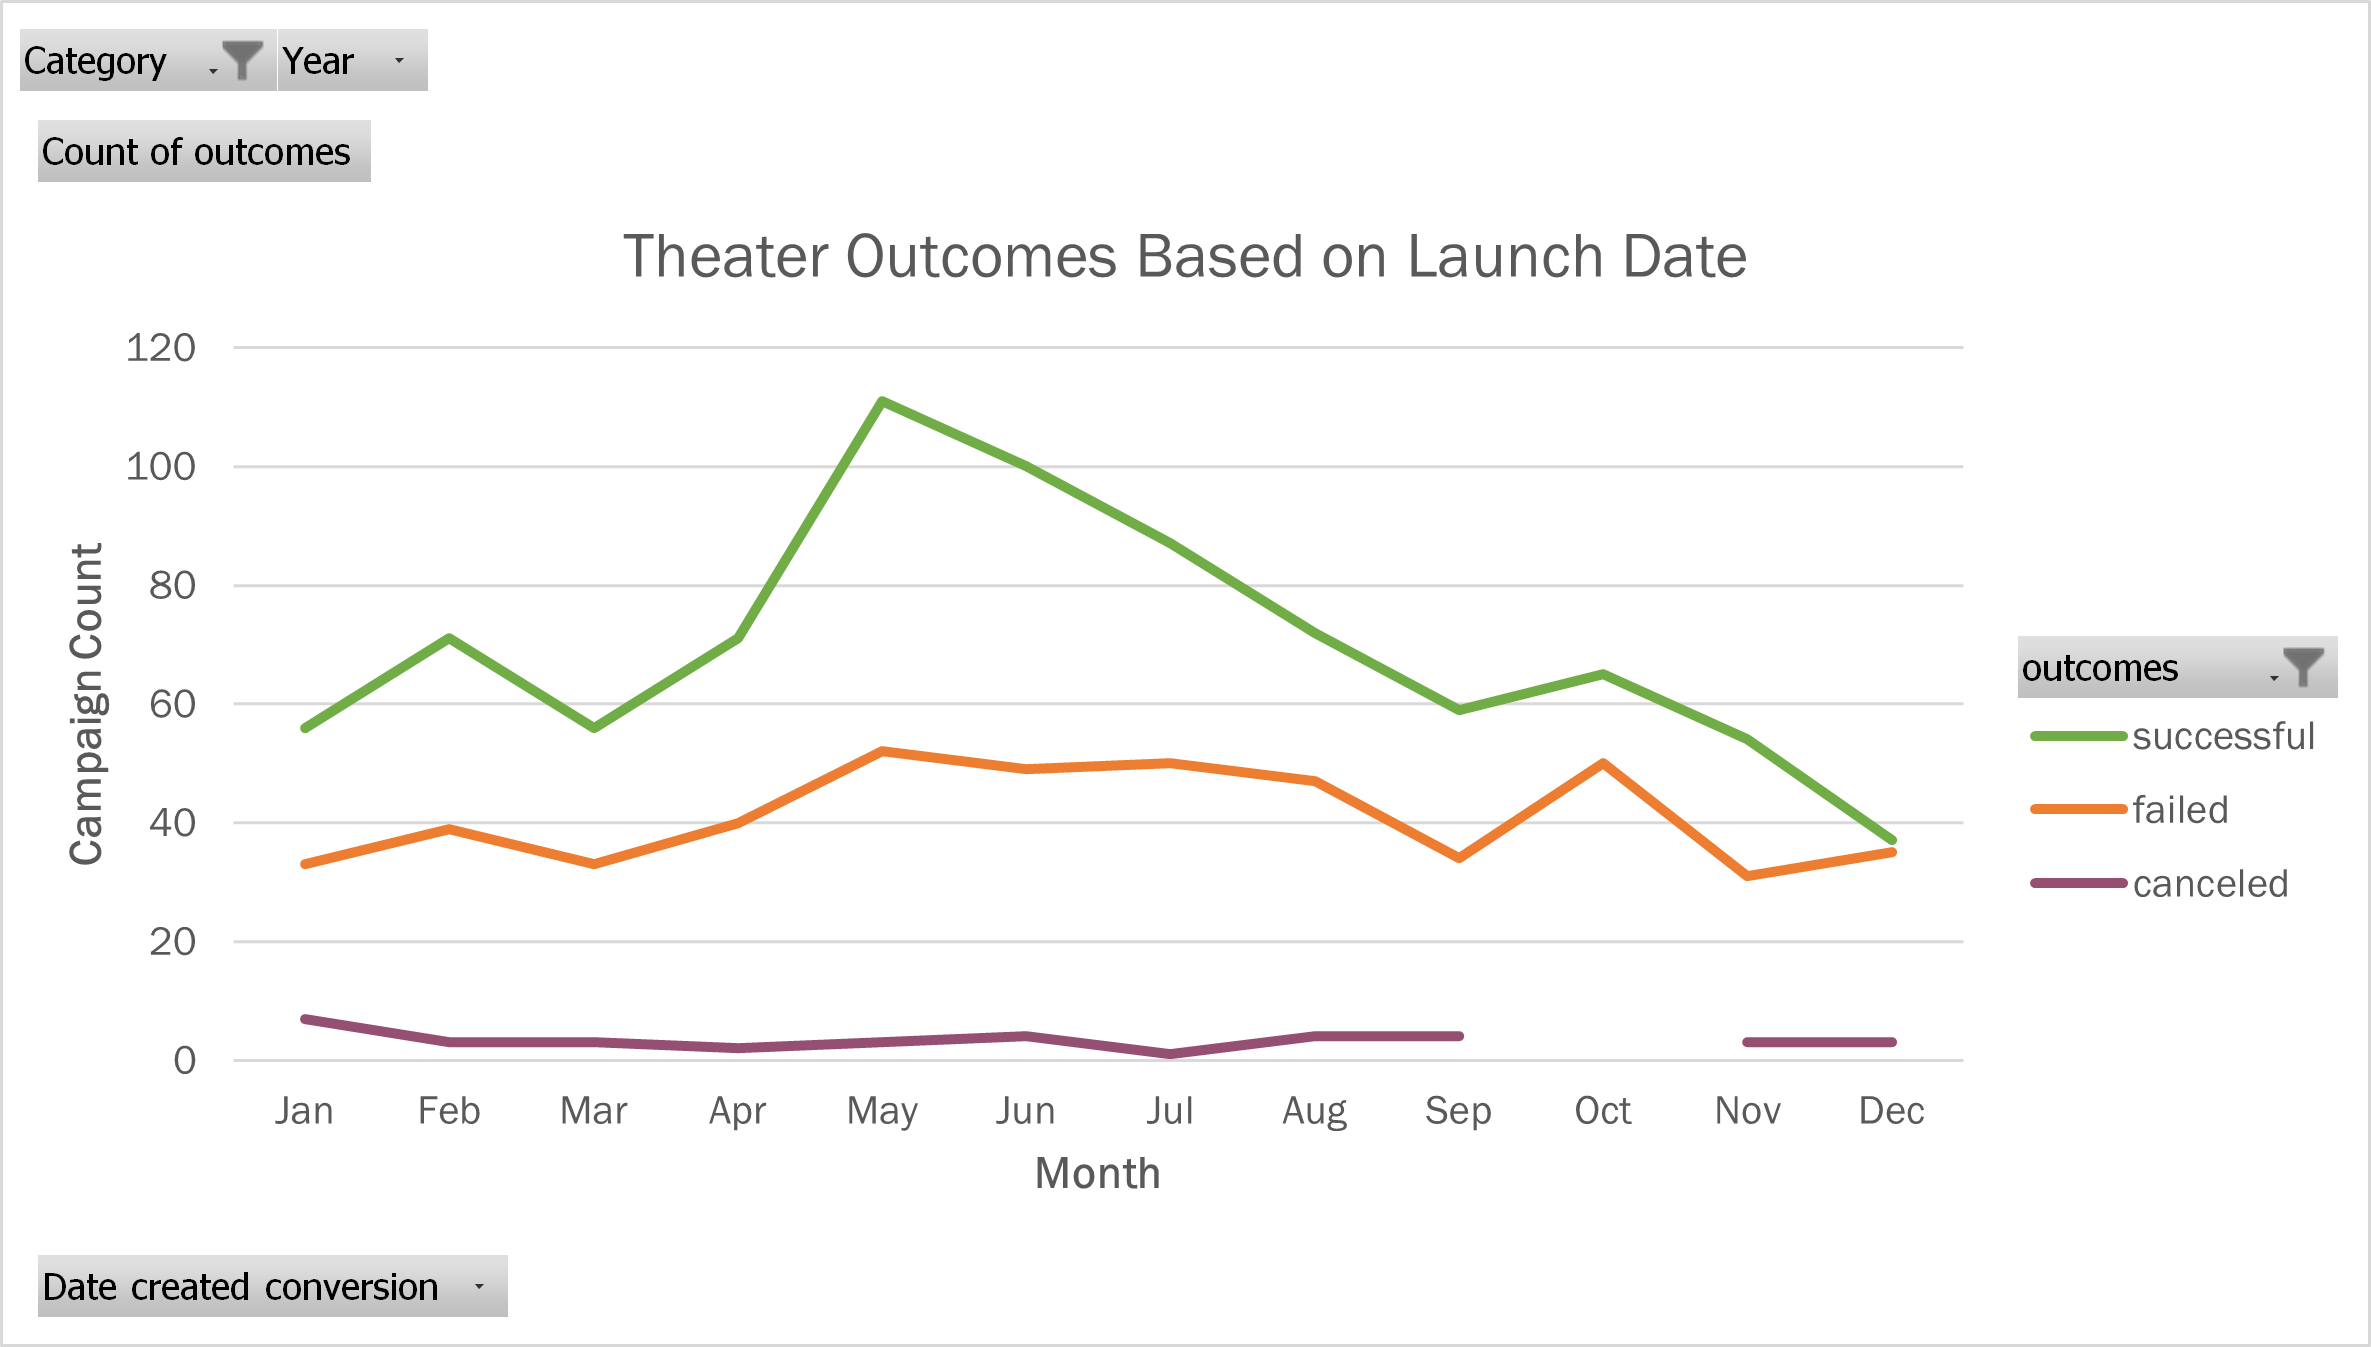 Category Year
Count of outcomes
Theater Outcomes Based on Launch Date
120
100
80
60
40
20
0
Campaign Count
Jan Feb Mar Apr May Jun Jul Aug Sep Oct Nov Dec
Month
outcomes
successful
failed
canceled
Date created conversion